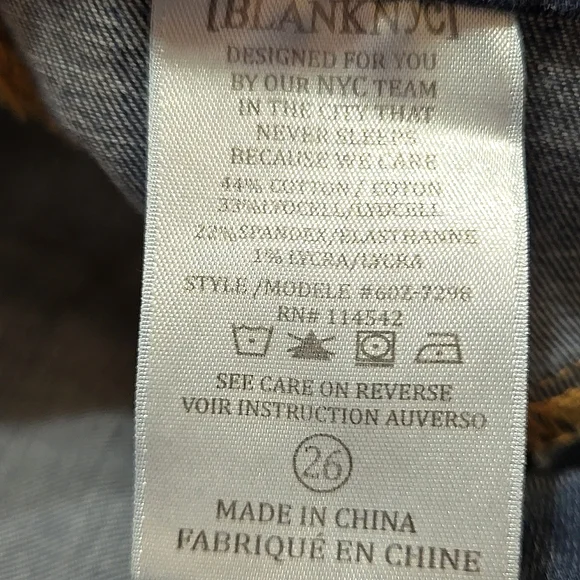 [BLANKNYC]
DESIGNED FOR YOU
BY OUR NYC TEAM
IN THE CITY THAT
NEVER SLEEPS
BECAUSE WE CARE
44% COTTON / COTON
33%LYOCELL/LYOCELL
22%SPANDEX/ELASTHANNE
1% LYCRA/LYCRA
STYLE /MODELE #60Z-7298
RN# 114542
SEE CARE ON REVERSE
VOIR INSTRUCTION AUVERSO
26
MADE IN CHINA
FABRIQUÉ EN CHINE